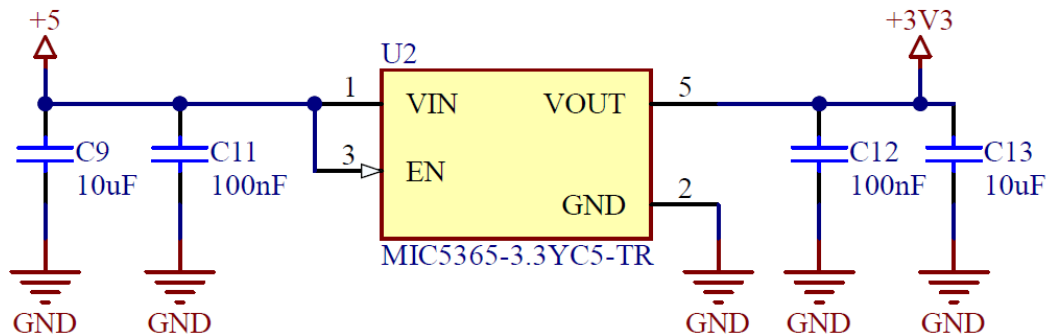 +5
+3V3
U2
1
VIN
VOUT
5
C9
10uF
C11
100nF
3
EN
C12
100nF
C13
10uF
GND
2
MIC5365-3.3YC5-TR
GND
GND
GND
GND
GND